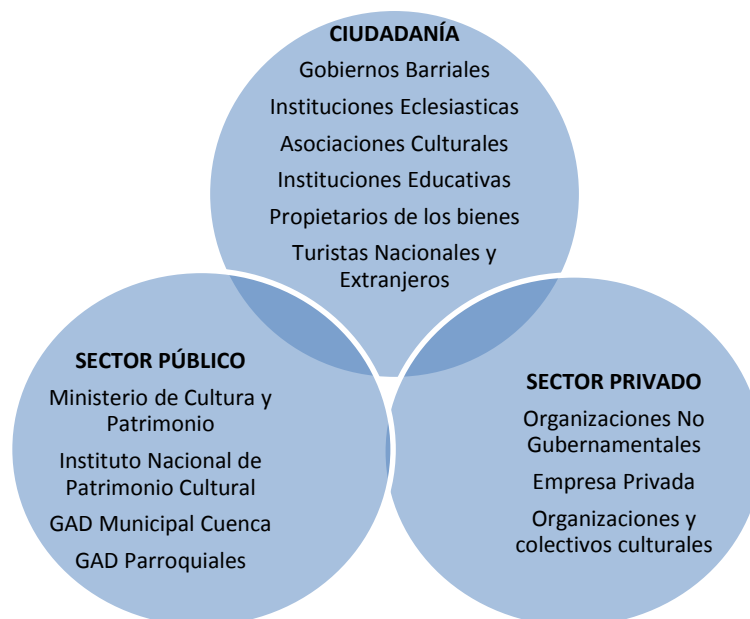 CIUDADANÍA
Gobiernos Barriales
Instituciones Eclesiasticas
Asociaciones Culturales
Instituciones Educativas
Propietarios de los bienes
Turistas Nacionales y
Extranjeros
SECTOR PÚBLICO
Ministerio de Cultura y
Patrimonio
Instituto Nacional de
Patrimonio Cultural
GAD Municipal Cuenca
GAD Parroquiales
SECTOR PRIVADO
Organizaciones No
Gubernamentales
Empresa Privada
Organizaciones y
colectivos culturales